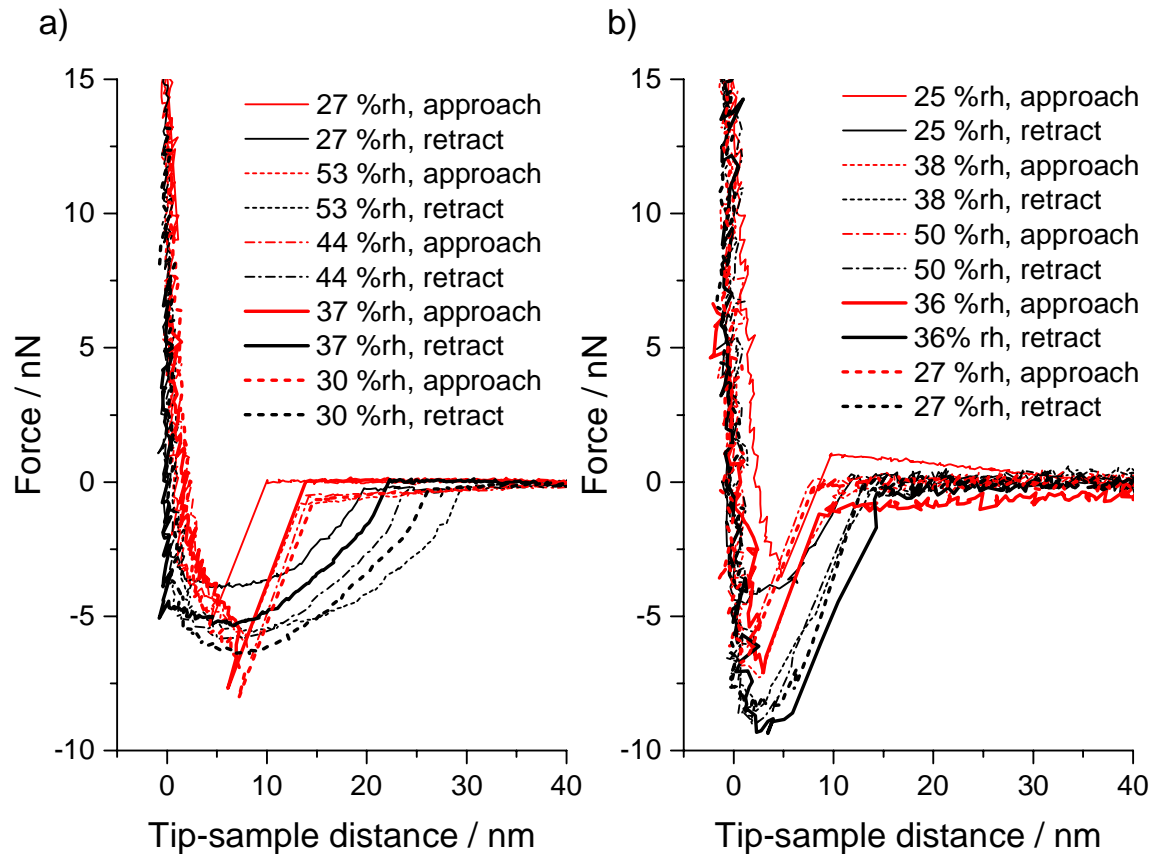 a)
Force / nN
15
10
5
0
-5
-10
27 %rh, approach
27 %rh, retract
53 %rh, approach
53 %rh, retract
44 %rh, approach
44 %rh, retract
37 %rh, approach
37 %rh, retract
30 %rh, approach
30 %rh, retract
0 10 20 30 40
Tip-sample distance / nm
b)
Force / nN
15
10
5
0
-5
-10
25 %rh, approach
25 %rh, retract
38 %rh, approach
38 %rh, retract
50 %rh, approach
50 %rh, retract
36 %rh, approach
36% rh, retract
27 %rh, approach
27 %rh, retract
0 10 20 30 40
Tip-sample distance / nm